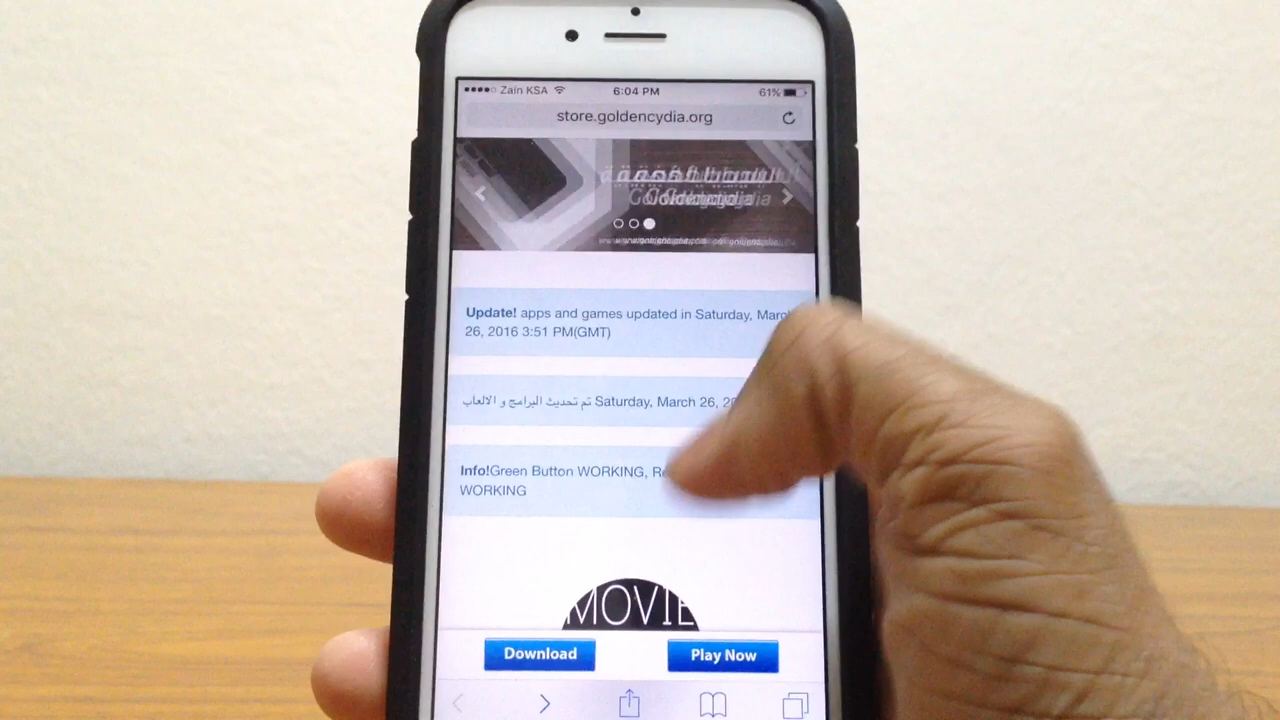 Zain KSA
6:04 PM
61%
store.goldencydia.org
Update! apps and games updated in Saturday, March
26, 2016 3:51 PM(GMT)
تم تحديث البرامج و الالعاب Saturday, March 26,
Info!Green Button WORKING,
WORKING
MOVIE
Download
Play Now